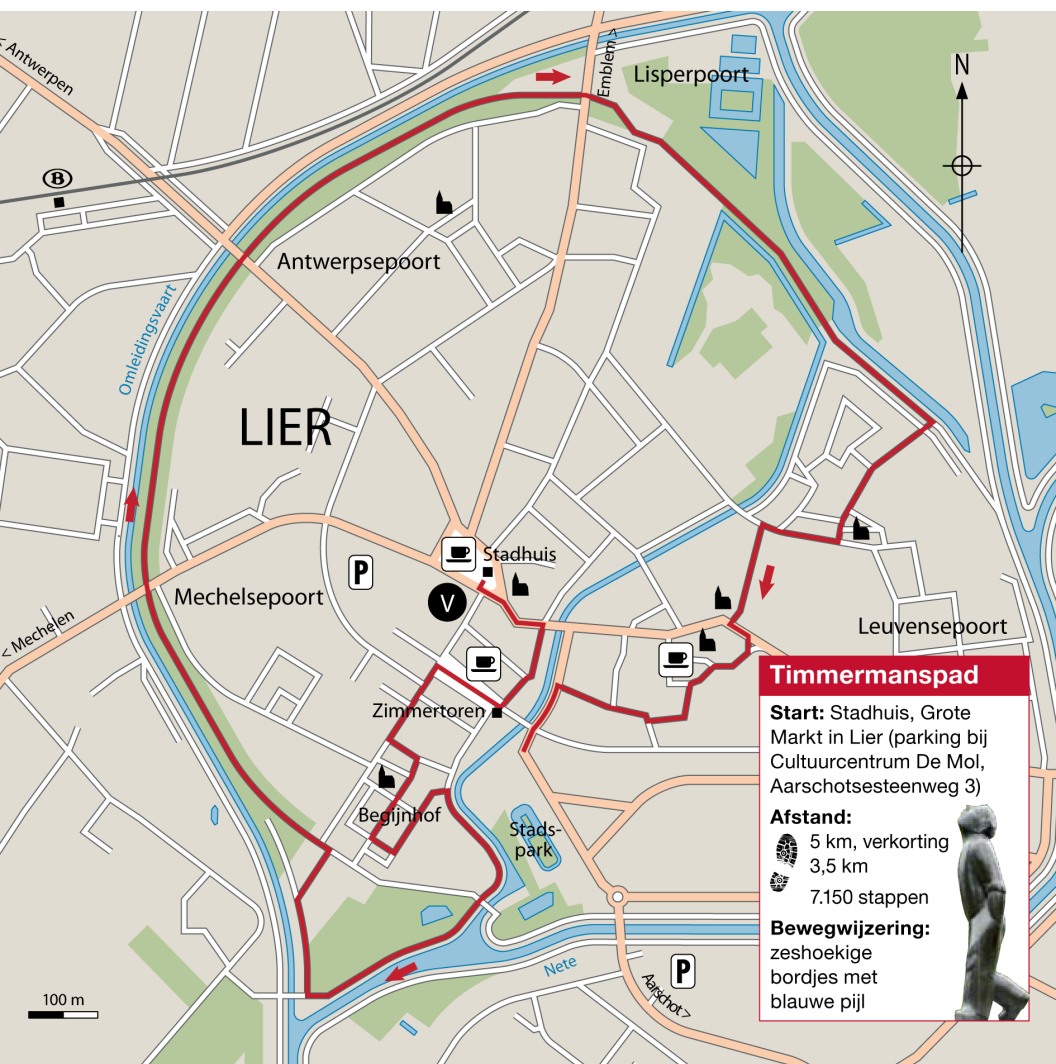 < Antwerpen
Emblem >
Lisperpoort
N
B
Antwerpsepoort
Omleidingsvaart
LIER
Stadhuis
P
V
Mechelsepoort
< Mechelen
Leuvensepoort
Zimmertoren
Begijnhof
Stads-
park
Nete
P
Aarschot >
100 m
Timmermanspad
Start: Stadhuis, Grote
Markt in Lier (parking bij
Cultuurcentrum De Mol,
Aarschotsesteenweg 3)
Afstand:
5 km, verkorting
3,5 km
7.150 stappen
Bewegwijzering:
zeshoekige
bordjes met
blauwe pijl